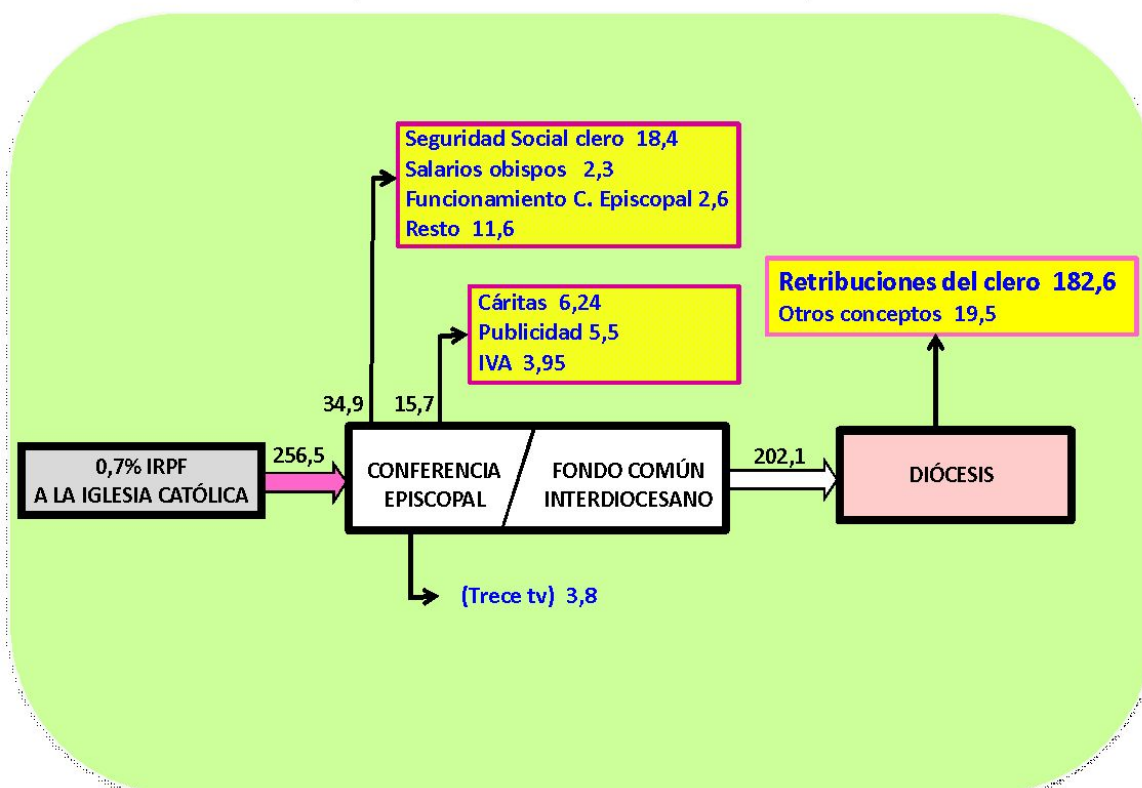 Seguridad Social clero 18,4
Salarios obispos 2,3
Funcionamiento C. Episcopal 2,6
Resto 11,6
Retribuciones del clero 182,6
Otros conceptos 19,5
Cáritas 6,24
Publicidad 5,5
IVA 3,95
34,9
15,7
0,7% IRPF
A LA IGLESIA CATÓLICA
256,5
CONFERENCIA
EPISCOPAL
FONDO COMÚN
INTERDIOCESANO
202,1
DIÓCESIS
(Trece tv) 3,8